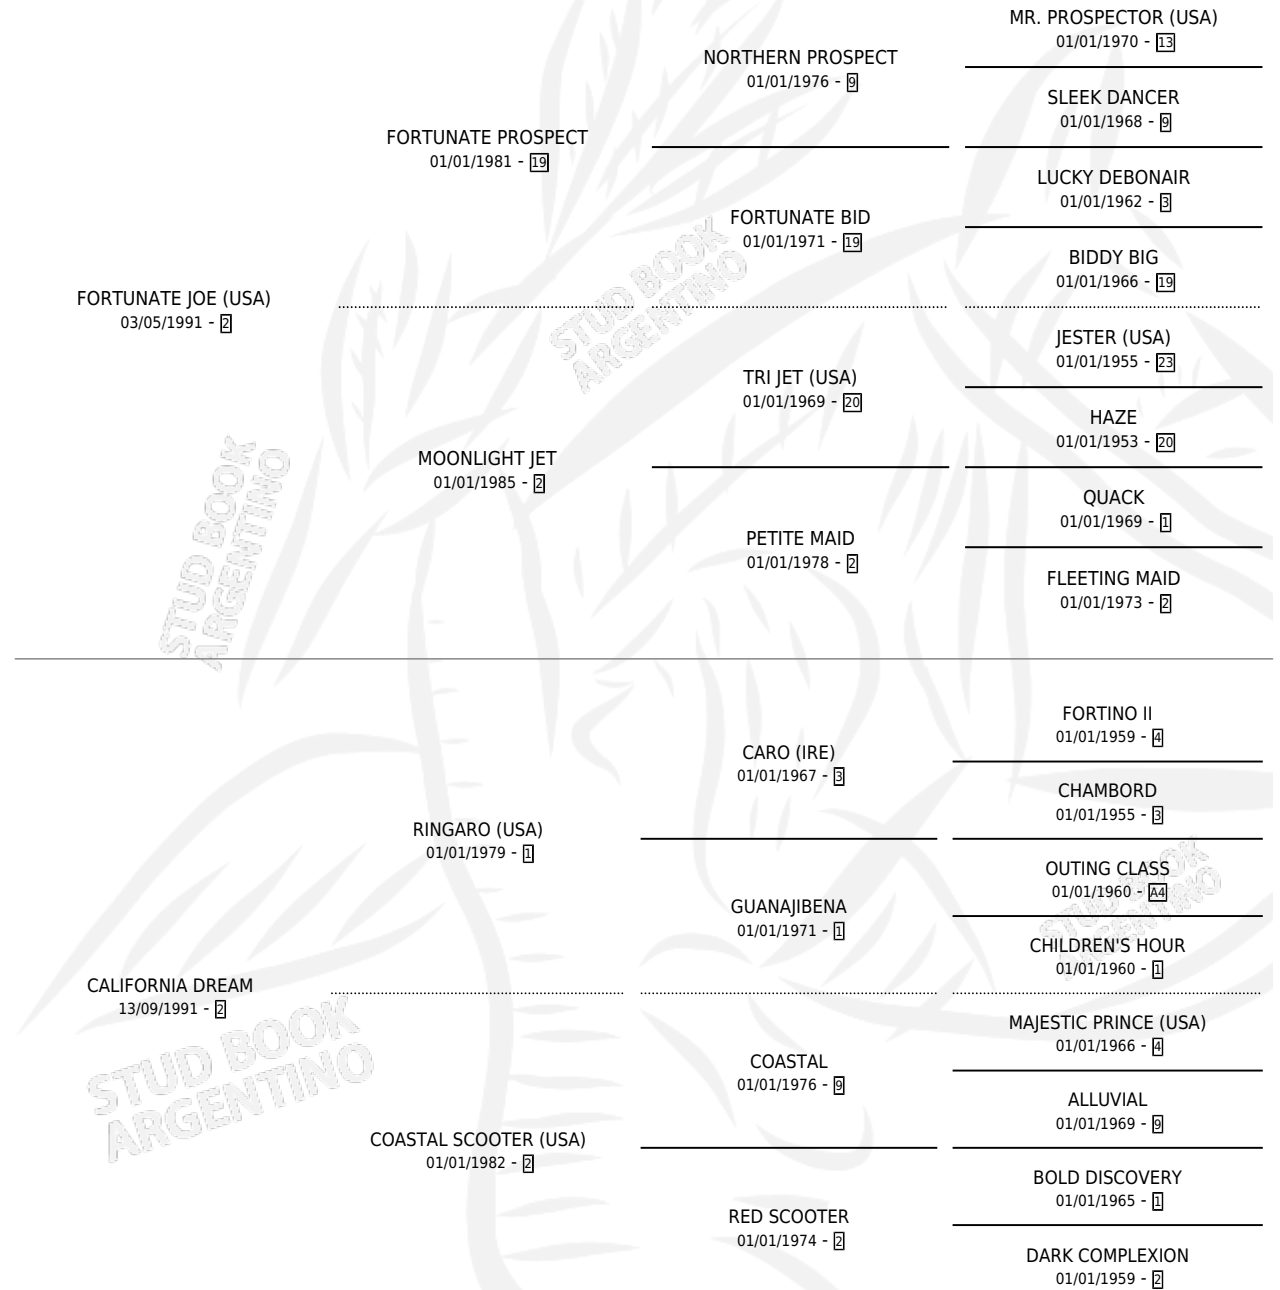 MR. PROSPECTOR (USA)
01/01/1970 - 13
NORTHERN PROSPECT
01/01/1976 - 9
SLEEK DANCER
01/01/1968 - 9
FORTUNATE PROSPECT
01/01/1981 - 19
LUCKY DEBONAIR
01/01/1962 - 3
FORTUNATE BID
01/01/1971 - 19
BIDDY BIG
01/01/1966 - 19
FORTUNATE JOE (USA)
03/05/1991 - 2
JESTER (USA)
01/01/1955 - 23
TRI JET (USA)
01/01/1969 - 20
HAZE
01/01/1953 - 20
MOONLIGHT JET
01/01/1985 - 2
QUACK
01/01/1969 - 1
PETITE MAID
01/01/1978 - 2
FLEETING MAID
01/01/1973 - 2
FORTINO II
01/01/1959 - 4
CARO (IRE)
01/01/1967 - 3
CHAMBORD
01/01/1955 - 3
RINGARO (USA)
01/01/1979 - 1
OUTING CLASS
01/01/1960 - A4
GUANAJIBENA
01/01/1971 - 1
CHILDREN'S HOUR
01/01/1960 - 1
CALIFORNIA DREAM
13/09/1991 - 2
MAJESTIC PRINCE (USA)
01/01/1966 - 4
COASTAL
01/01/1976 - 9
ALLUVIAL
01/01/1969 - 9
COASTAL SCOOTER (USA)
01/01/1982 - 2
BOLD DISCOVERY
01/01/1965 - 1
RED SCOOTER
01/01/1974 - 2
DARK COMPLEXION
01/01/1959 - 2
STUD BOOK
ARGENTINO
STUD BOOK
ARGENTINO
STUD BOOK
ARGENTINO
STUD BOOK
ARGENTINO